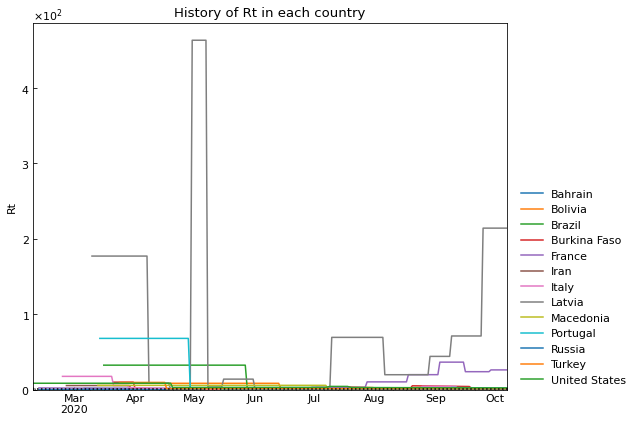 History of Rt in each country
×10²
4
3
2
1
0
Rt
Mar Apr May Jun Jul Aug Sep Oct
2020
Bahrain
Bolivia
Brazil
Burkina Faso
France
Iran
Italy
Latvia
Macedonia
Portugal
Russia
Turkey
United States